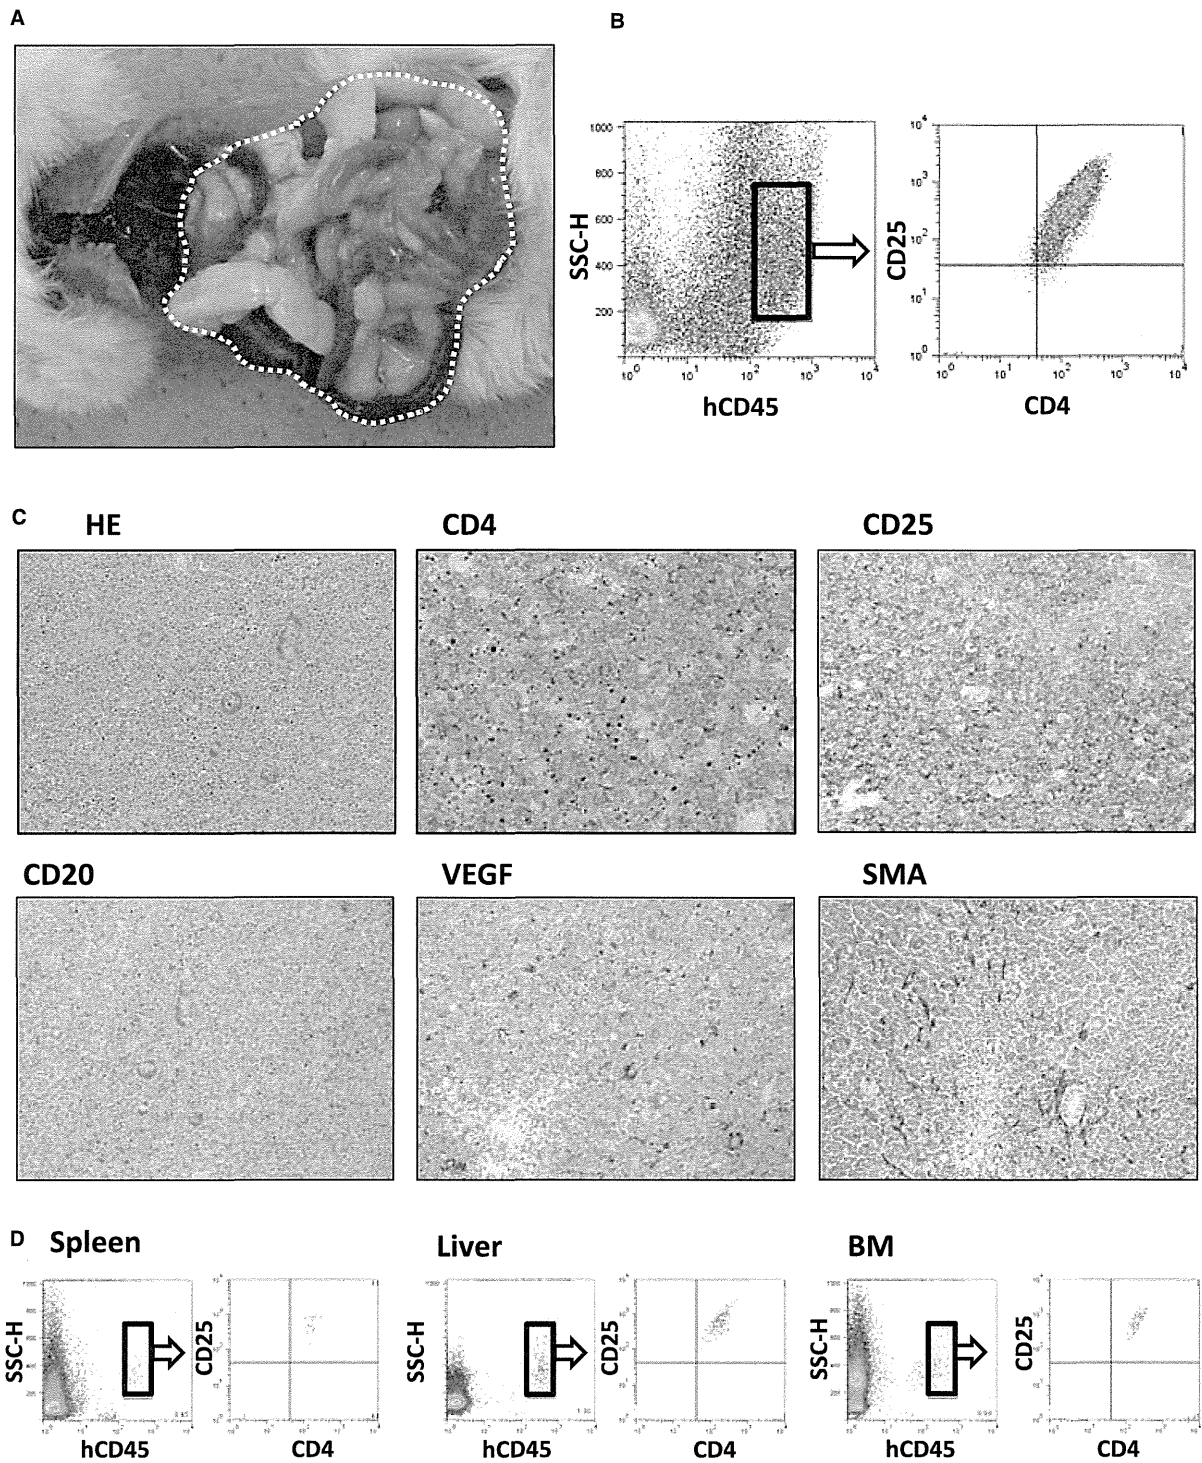 A
B
1000
800
600
400
200
SSC-H
10^0 10^1 10^2 10^3 10^4
hCD45
10^4
10^3
10^2
10^1
10^0
CD25
10^0 10^1 10^2 10^3 10^4
CD4
C
HE CD4 CD25
CD20 VEGF SMA
D
Spleen Liver BM
SSC-H CD25 SSC-H CD25 SSC-H CD25
hCD45 CD4 hCD45 CD4 hCD45 CD4